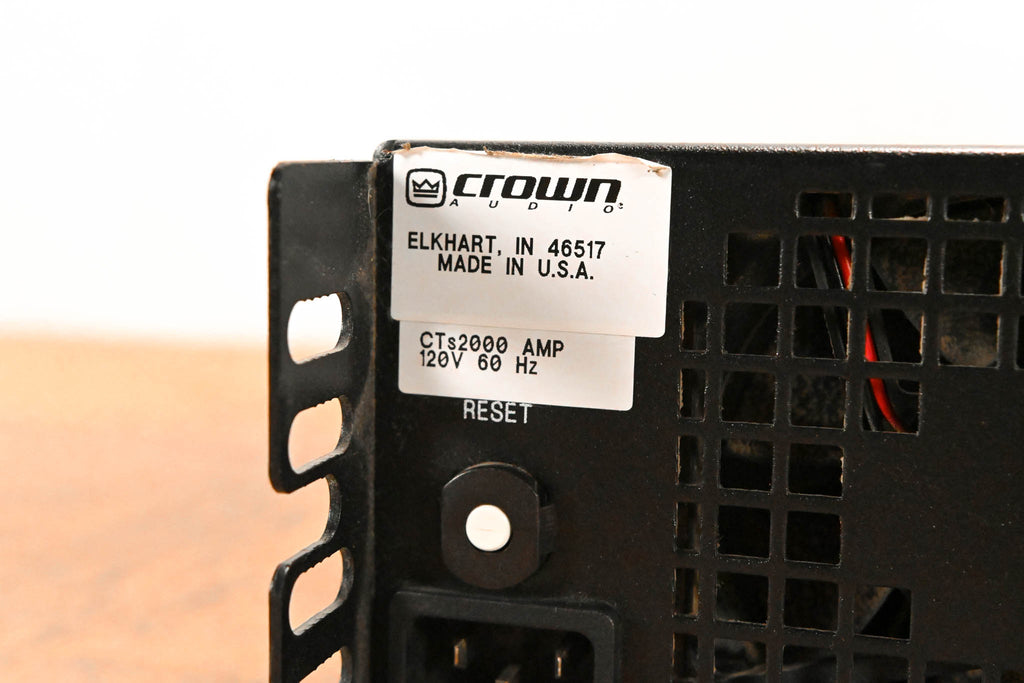 crown
AUDIO
ELKHART, IN 46517
MADE IN U.S.A.
CTs2000 AMP
120V 60 Hz
RESET